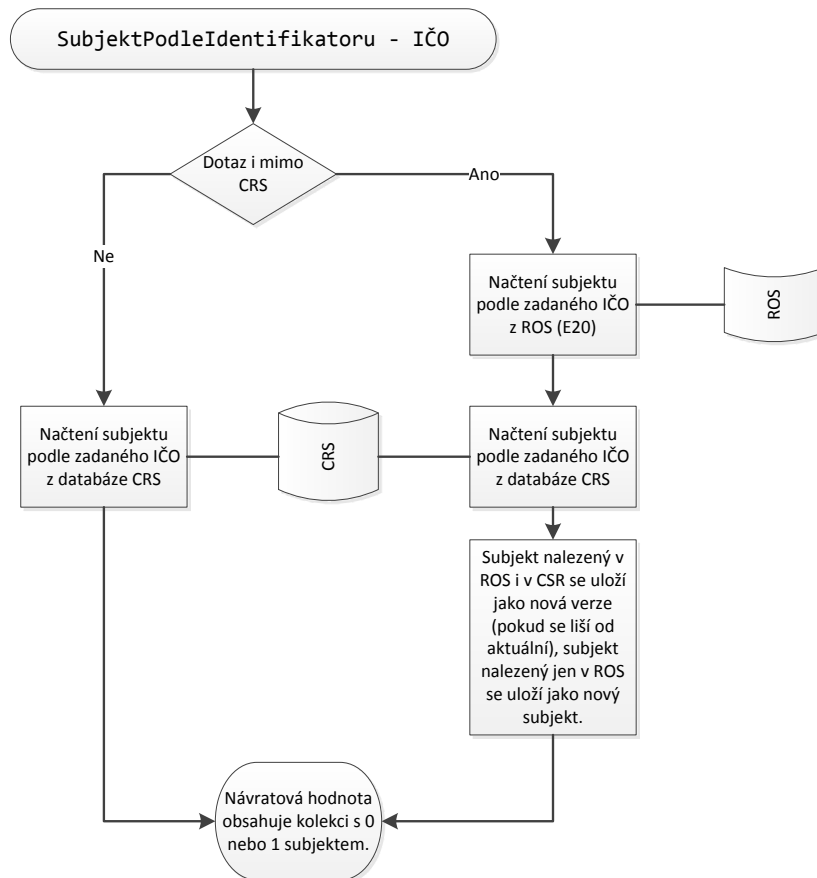 SubjektPodleIdentifikatoru - IČO
Dotaz i mimo
CRS
Ano
Ne
Načtení subjektu
podle zadaného IČO
z ROS (E20)
ROS
Načtení subjektu
podle zadaného IČO
z databáze CRS
CRS
Načtení subjektu
podle zadaného IČO
z databáze CRS
Subjekt nalezený v
ROS i v CSR se uloží
jako nová verze
(pokud se liší od
aktuální), subjekt
nalezený jen v ROS
se uloží jako nový
subjekt.
Návratová hodnota
obsahuje kolekci s 0
nebo 1 subjektem.